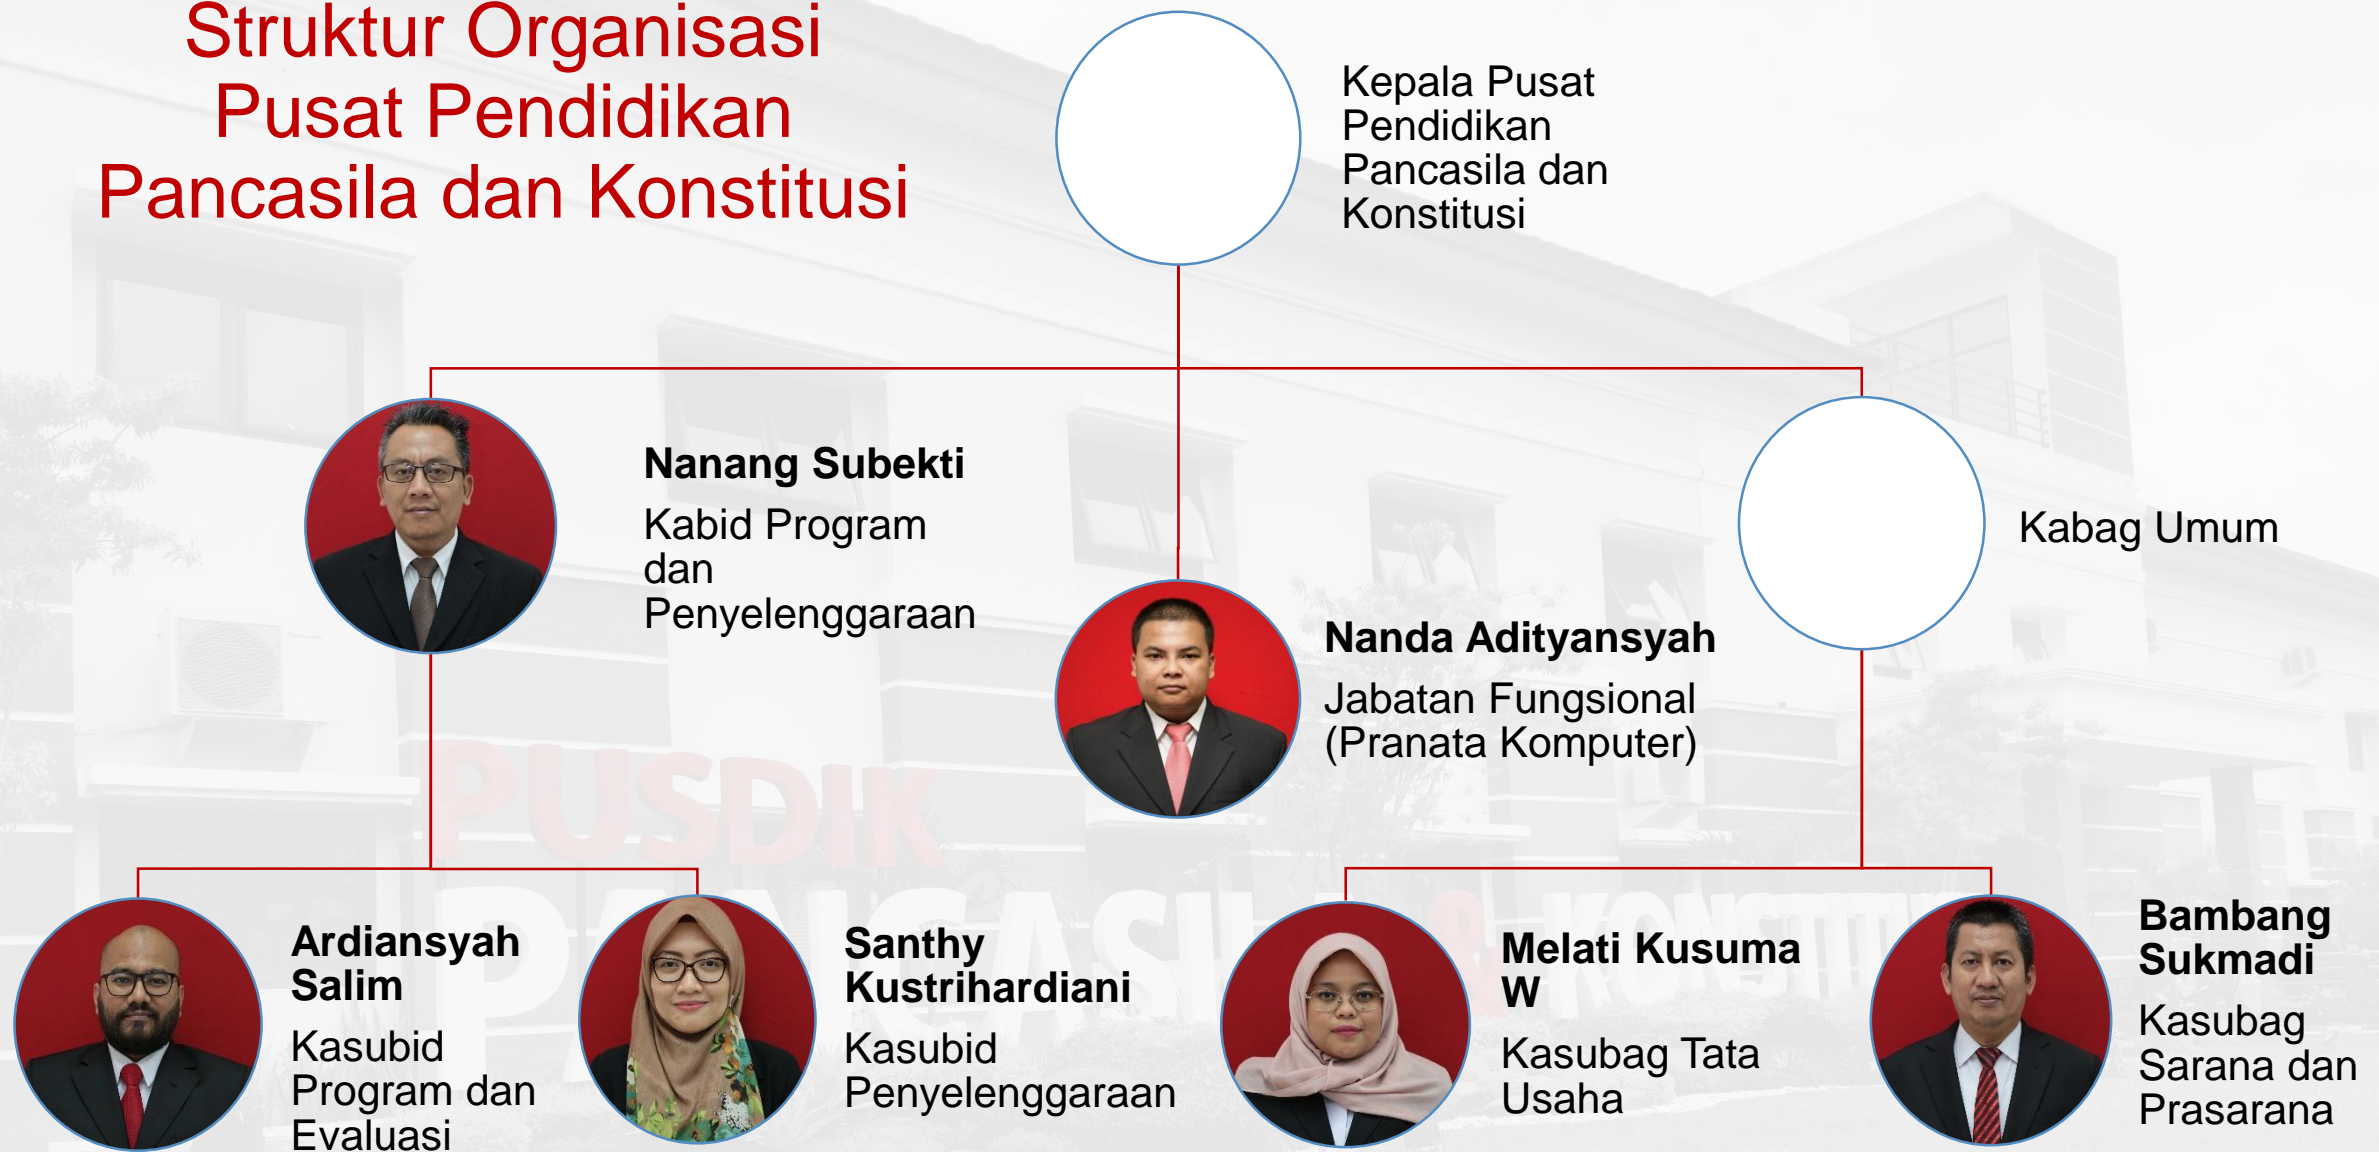 Struktur Organisasi
Pusat Pendidikan
Pancasila dan Konstitusi
Kepala Pusat
Pendidikan
Pancasila dan
Konstitusi
Nanang Subekti
Kabid Program
dan
Penyelenggaraan
Nanda Adityansyah
Jabatan Fungsional
(Pranata Komputer)
Kabag Umum
Ardiansyah
Salim
Kasubid
Program dan
Evaluasi
Santhy
Kustrihardiani
Kasubid
Penyelenggaraan
Melati Kusuma
W
Kasubag Tata
Usaha
Bambang
Sukmadi
Kasubag
Sarana dan
Prasarana
PUSDIK